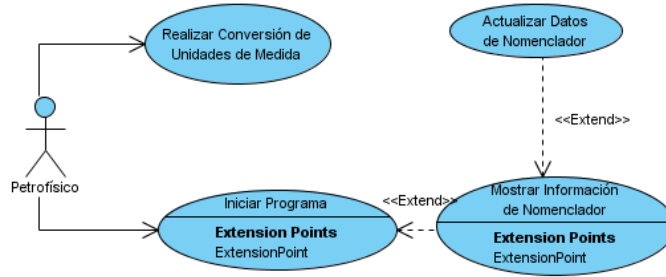 Realizar Conversión de
Unidades de Medida
Actualizar Datos
de Nomenclador
<<Extend>>
Petrofísico
Iniciar Programa
Extension Points
ExtensionPoint
<<Extend>>
Mostrar Información
de Nomenclador
Extension Points
ExtensionPoint